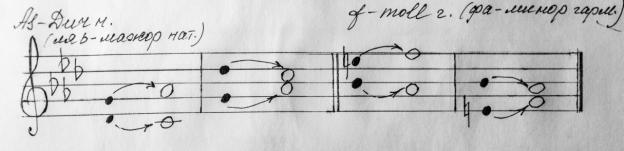 As-Dur н.
(ля♭-мажор нат.)
f-moll г. (фа-минор гарм.)